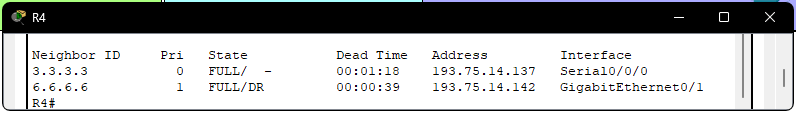 R4
Neighbor ID     Pri   State           Dead Time   Address         Interface
3.3.3.3           0   FULL/  -        00:01:18    193.75.14.137   Serial0/0/0
6.6.6.6           1   FULL/DR         00:00:39    193.75.14.142   GigabitEthernet0/1
R4#